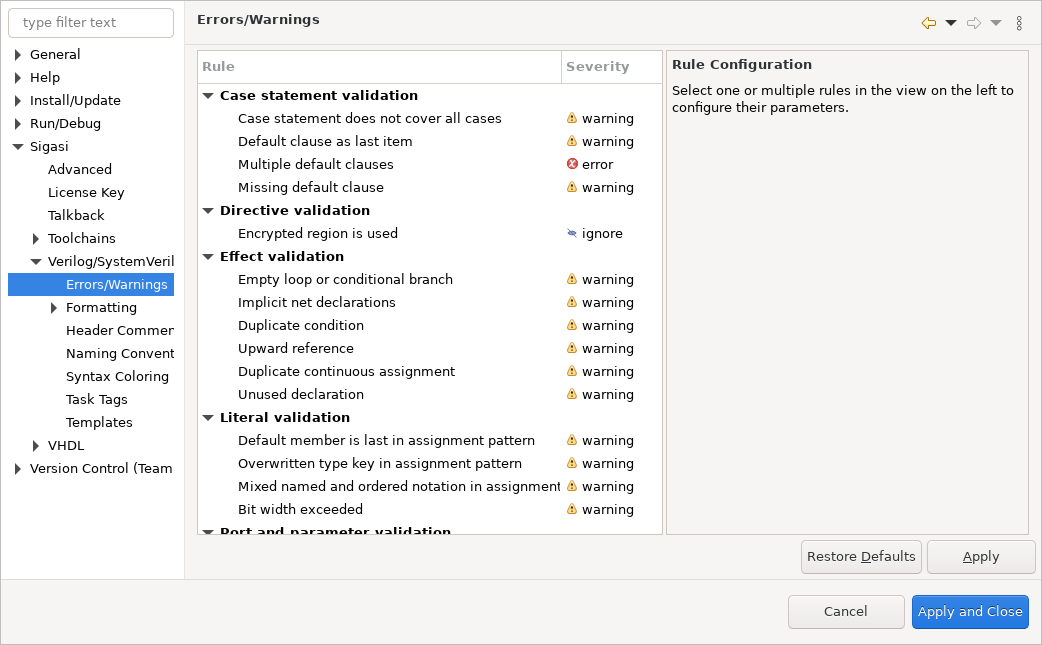 type filter text
General
Help
Install/Update
Run/Debug
Sigasi
Advanced
License Key
Talkback
Toolchains
Verilog/SystemVeril
Errors/Warnings
Formatting
Header Commer
Naming Convent
Syntax Coloring
Task Tags
Templates
VHDL
Version Control (Team
Errors/Warnings
Rule Severity
Case statement validation
Case statement does not cover all cases warning
Default clause as last item warning
Multiple default clauses error
Missing default clause warning
Directive validation
Encrypted region is used ignore
Effect validation
Empty loop or conditional branch warning
Implicit net declarations warning
Duplicate condition warning
Upward reference warning
Duplicate continuous assignment warning
Unused declaration warning
Literal validation
Default member is last in assignment pattern warning
Overwritten type key in assignment pattern warning
Mixed named and ordered notation in assignment warning
Bit width exceeded warning
Port and parameter validation
Rule Configuration
Select one or multiple rules in the view on the left to
configure their parameters.
Restore Defaults
Apply
Cancel
Apply and Close